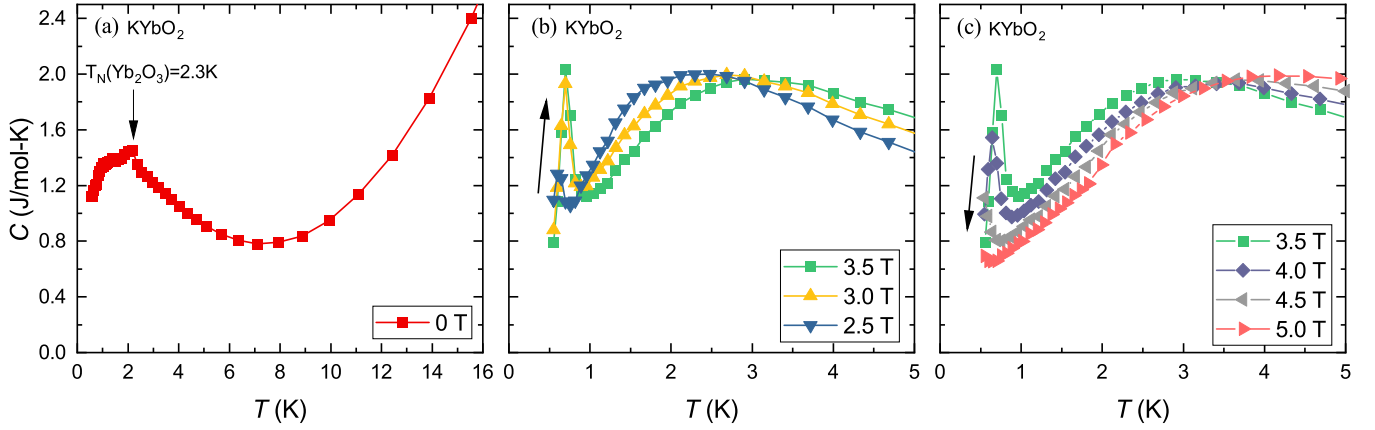 (a) KYbO₂
T_N(Yb₂O₃)=2.3K
C (J/mol-K)
2.4
2.0
1.6
1.2
0.8
0.4
0.0
0 2 4 6 8 10 12 14 16
T (K)
0 T
(b) KYbO₂
3.5 T
3.0 T
2.5 T
0 1 2 3 4 5
T (K)
(c) KYbO₂
3.5 T
4.0 T
4.5 T
5.0 T
0 1 2 3 4 5
T (K)